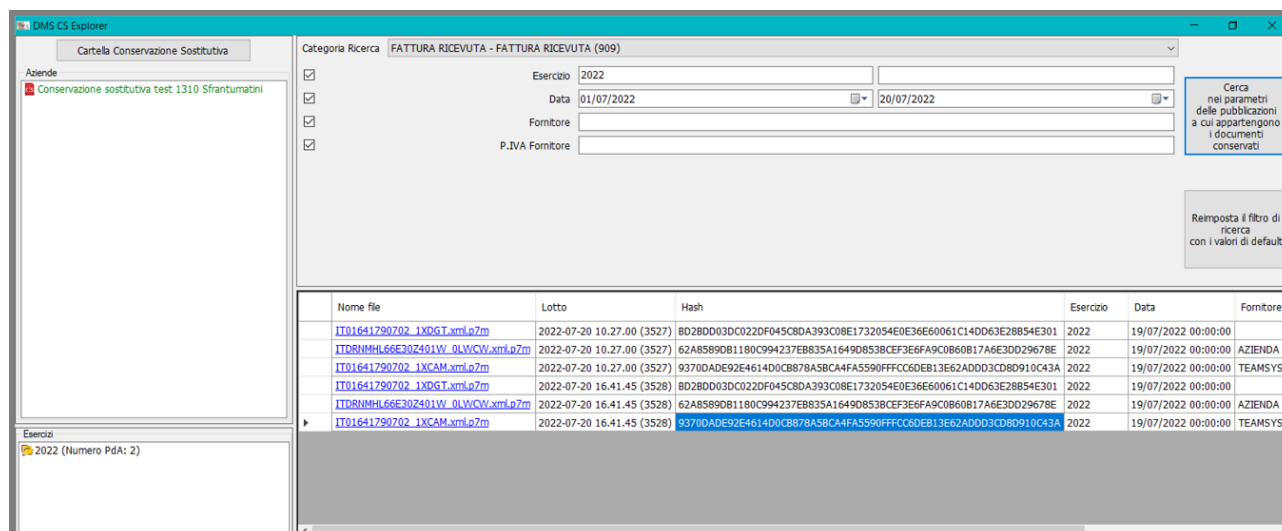 DMS CS Explorer
Cartella Conservazione Sostitutiva
Aziende
Conservazione sostitutiva test 1310 Sfrantumatini
Categoria Ricerca FATTURA RICEVUTA - FATTURA RICEVUTA (909)
Esercizio 2022
Data 01/07/2022 20/07/2022
Fornitore
P.IVA Fornitore
Cerca
nei parametri
delle pubblicazioni
a cui appartengono
i documenti
conservati
Reimposta il filtro di
ricerca
con i valori di default
Nome file Lotto Hash Esercizio Data Fornitore
IT01641790702_1XDGT.xml.p7m 2022-07-20 10.27.00 (3527) BD2BDD03DC022DF045C8DA393C08E1732054E0E36E60061C14DD63E28B54E301 2022 19/07/2022 00:00:00
ITDRNMHL66E30Z401W_0LWCW.xml.p7m 2022-07-20 10.27.00 (3527) 62A8589DB1180C994237EB835A1649D853BCEF3E6FA9C0B60B17A6E3DD29678E 2022 19/07/2022 00:00:00 AZIENDA
IT01641790702_1XCAM.xml.p7m 2022-07-20 10.27.00 (3527) 9370DADE92E4614D0CB878A5BCA4FA5590FFFCC6DEB13E62ADDD3CD8D910C43A 2022 19/07/2022 00:00:00 TEAMSYS
IT01641790702_1XDGT.xml.p7m 2022-07-20 16.41.45 (3528) BD2BDD03DC022DF045C8DA393C08E1732054E0E36E60061C14DD63E28B54E301 2022 19/07/2022 00:00:00
ITDRNMHL66E30Z401W_0LWCW.xml.p7m 2022-07-20 16.41.45 (3528) 62A8589DB1180C994237EB835A1649D853BCEF3E6FA9C0B60B17A6E3DD29678E 2022 19/07/2022 00:00:00 AZIENDA
IT01641790702_1XCAM.xml.p7m 2022-07-20 16.41.45 (3528) 9370DADE92E4614D0CB878A5BCA4FA5590FFFCC6DEB13E62ADDD3CD8D910C43A 2022 19/07/2022 00:00:00 TEAMSYS
Esercizi
2022 (Numero PdA: 2)